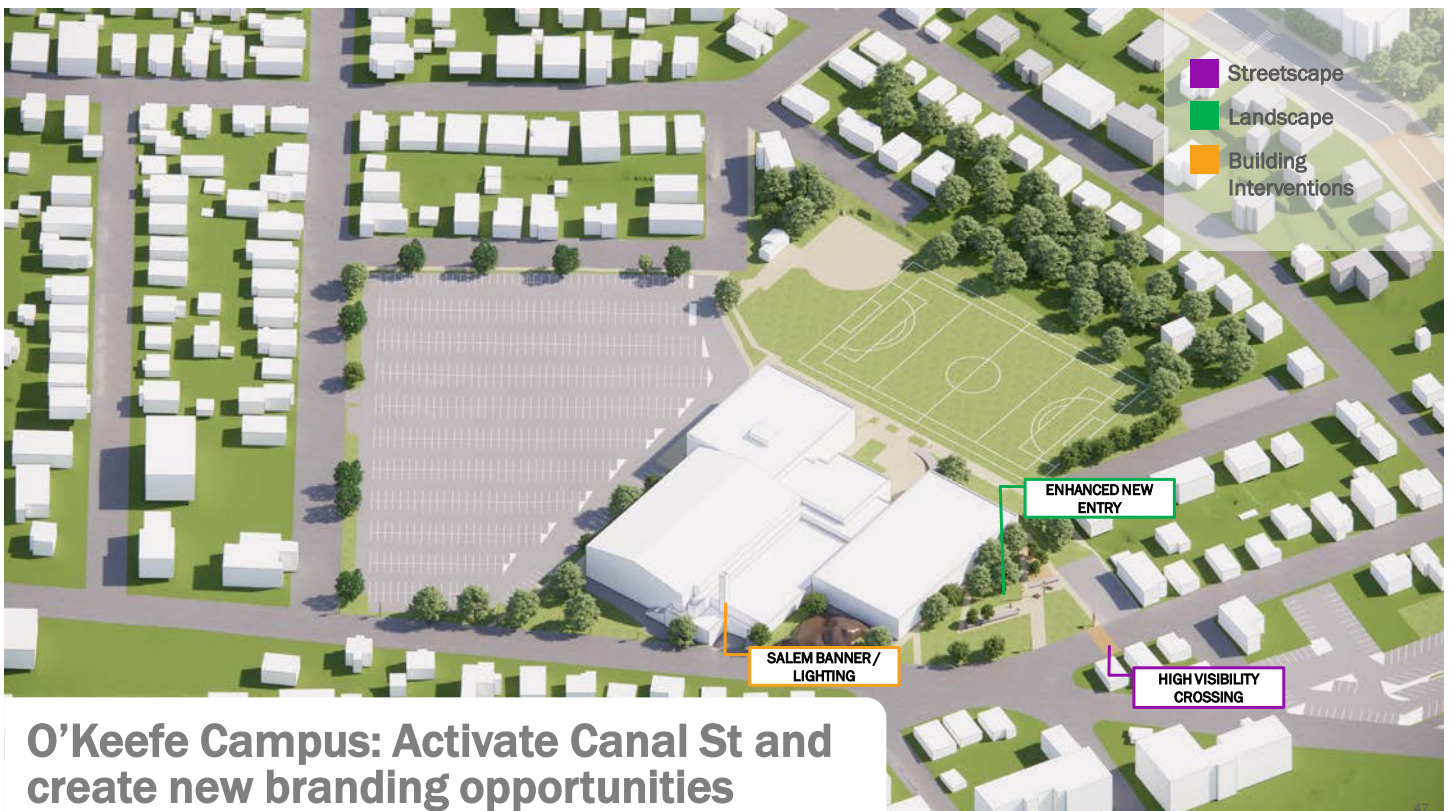 Streetscape
Landscape
Building
Interventions
ENHANCED NEW
ENTRY
SALEM BANNER /
LIGHTING
HIGH VISIBILITY
CROSSING
O’Keefe Campus: Activate Canal St and
create new branding opportunities
47